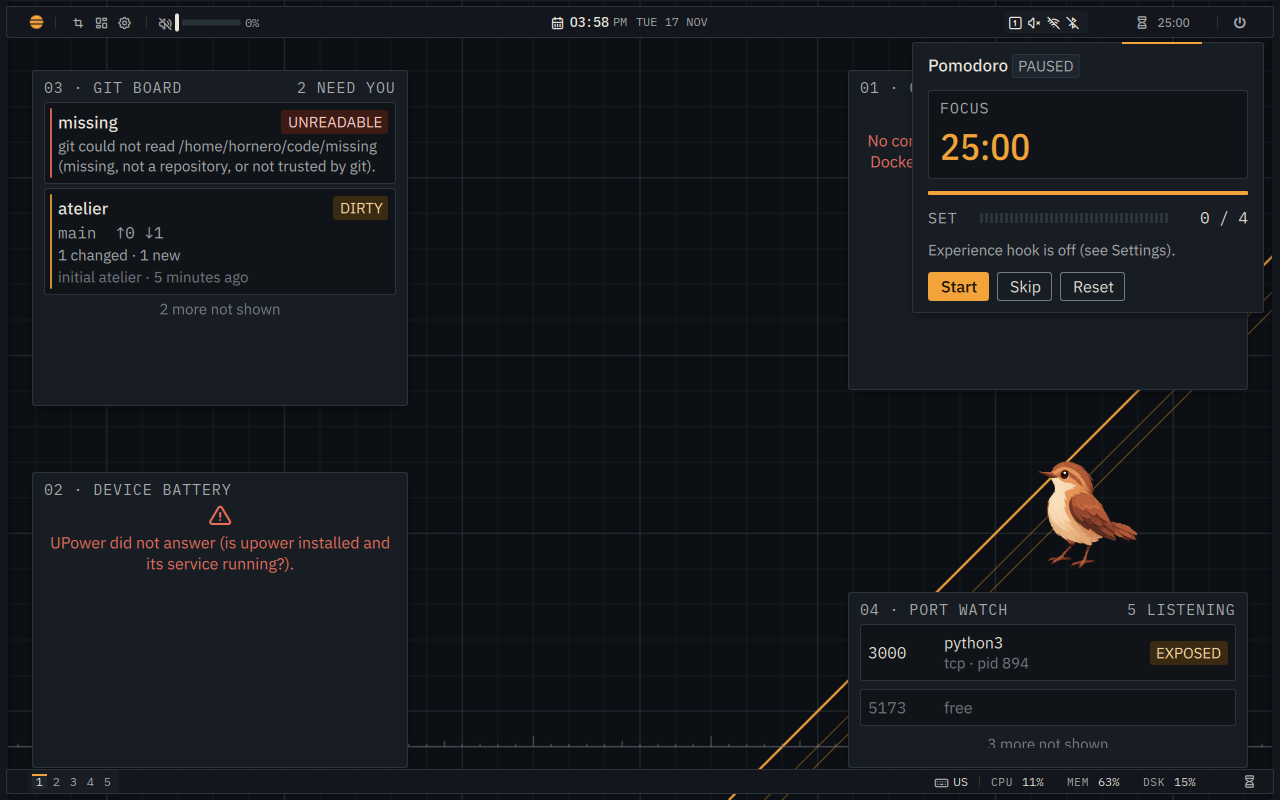 0%
03:58 PM TUE 17 NOV
1
25:00
03 · GIT BOARD 2 NEED YOU
missing UNREADABLE
git could not read /home/hornero/code/missing
(missing, not a repository, or not trusted by git).
atelier DIRTY
main ↑0 ↓1
1 changed · 1 new
initial atelier · 5 minutes ago
2 more not shown
02 · DEVICE BATTERY
UPower did not answer (is upower installed and
its service running?).
01 ·
No
Docke
Pomodoro PAUSED
FOCUS
25:00
SET 0 / 4
Experience hook is off (see Settings).
Start Skip Reset
04 · PORT WATCH 5 LISTENING
3000 python3 EXPOSED
tcp · pid 894
5173 free
3 more not shown
1 2 3 4 5
US CPU 11% MEM 63% DSK 15%